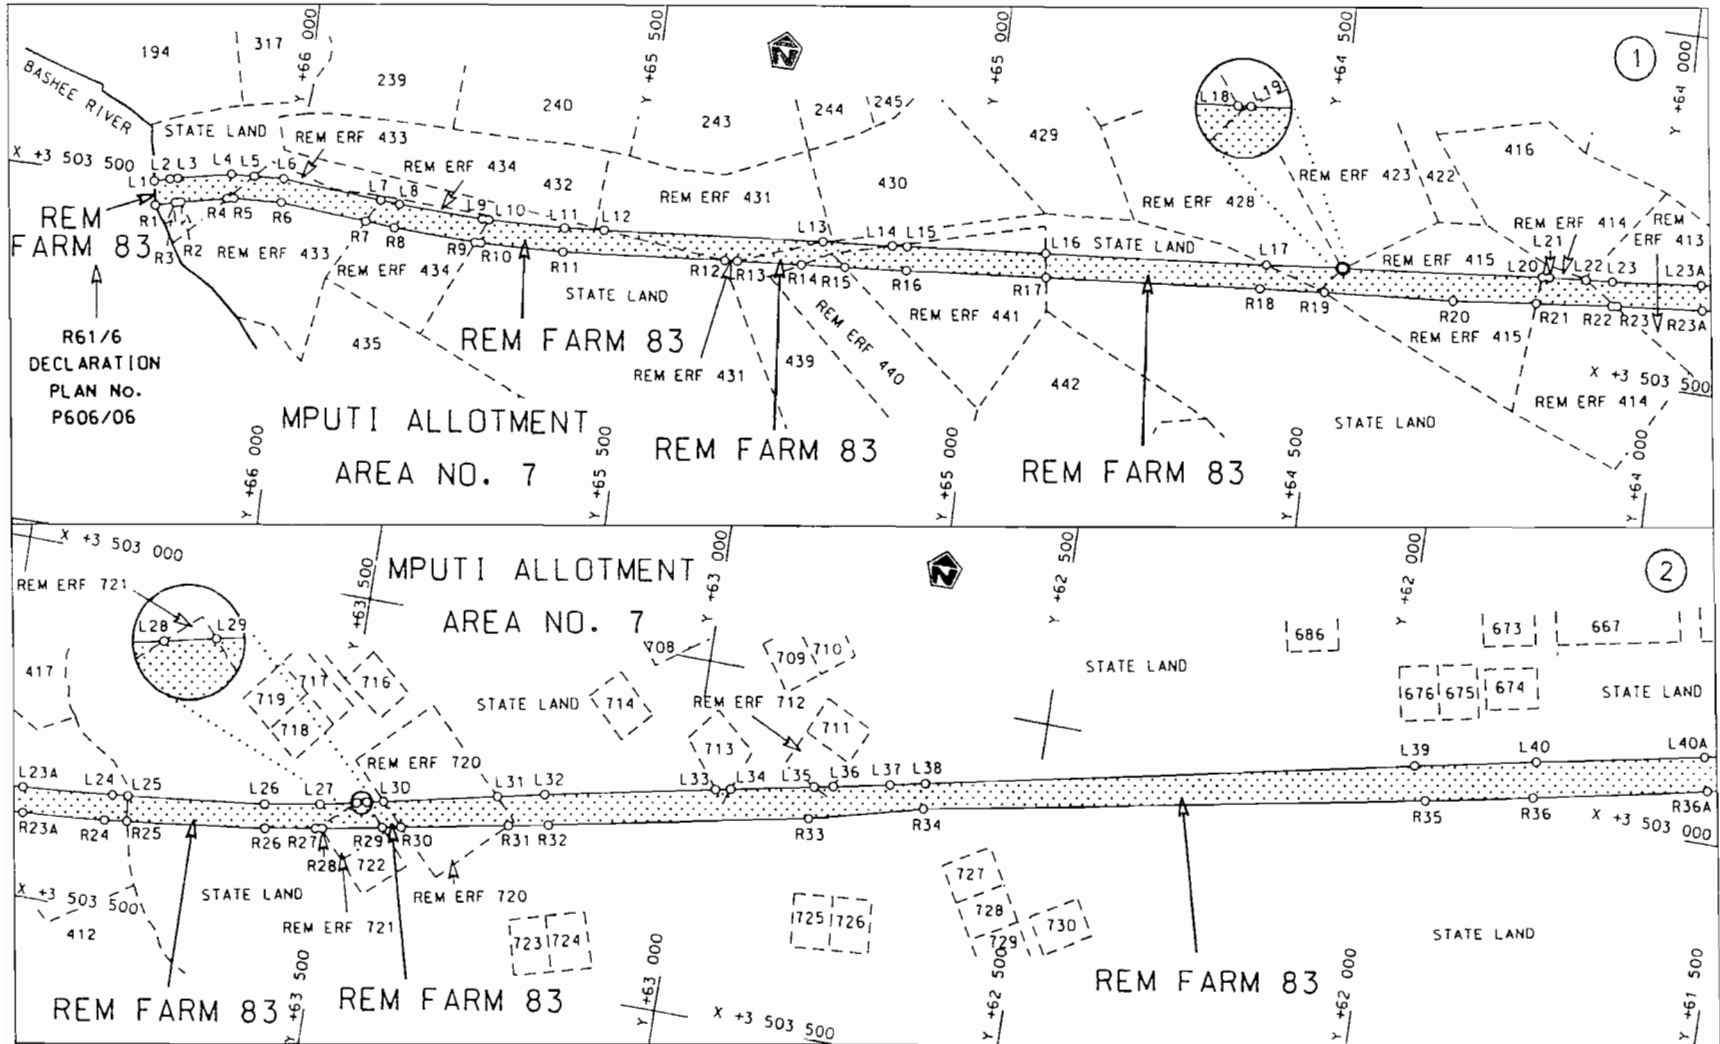 194
317
Y +66 000
239
Y +65 500
240
243
244
245
Y +65 000
429
L18
L19
Y +64 500
416
Y +64 000
1
N
BASHEE RIVER
STATE LAND
REM ERF 433
REM ERF 434
432
REM ERF 431
430
REM ERF 428
REM ERF 423
422
REM ERF 414
REM
ERF 413
X +3 503 500
L1
L2
L3
L4
L5
L6
L7
L8
L9
L10
L11
L12
L13
L14
L15
L16
STATE LAND
L17
REM ERF 415
L20
L21
L22
L23
L23A
REM
FARM 83
R1
R2
R3
R4
R5
R6
R7
R8
R9
R10
R11
R12
R13
R14
R15
R16
R17
R18
R19
R20
R21
R22
R23
R23A
REM ERF 433
REM ERF 434
STATE LAND
REM ERF 441
REM ERF 415
R61/6
DECLARATION
PLAN No.
P606/06
435
REM FARM 83
REM ERF 431
439
REM ERF 440
442
X +3 503 500
REM ERF 414
MPUTI ALLOTMENT
AREA NO. 7
REM FARM 83
REM FARM 83
STATE LAND
Y +66 000
Y +65 500
Y +65 000
Y +64 500
Y +64 000
X +3 503 000
Y +63 500
MPUTI ALLOTMENT
AREA NO. 7
Y +63 000
N
Y +62 500
Y +62 000
2
REM ERF 721
L28
L29
417
719
717
716
718
STATE LAND
714
708
709
710
REM ERF 712
711
713
STATE LAND
686
673
667
676
675
674
STATE LAND
REM ERF 720
L23A
L24
L25
L26
L27
L30
L31
L32
L33
L34
L35
L36
L37
L38
L39
L40
L40A
R23A
R24
R25
R26
R27
R28
R29
R30
R31
R32
R33
R34
R35
R36
R36A
X +3 503 000
722
STATE LAND
REM ERF 720
REM ERF 721
X +3 503 500
412
723
724
725
726
727
728
729
730
STATE LAND
REM FARM 83
REM FARM 83
REM FARM 83
Y +63 500
Y +63 000
X +3 503 500
Y +62 500
Y +62 000
Y +61 500